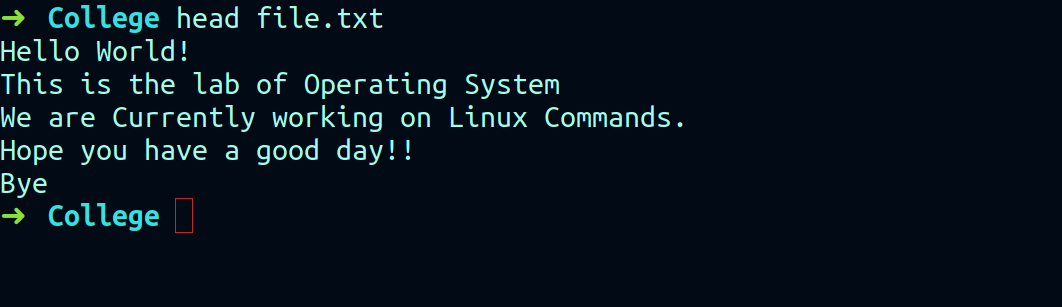 ➜ College head file.txt
Hello World!
This is the lab of Operating System
We are Currently working on Linux Commands.
Hope you have a good day!!
Bye
➜ College